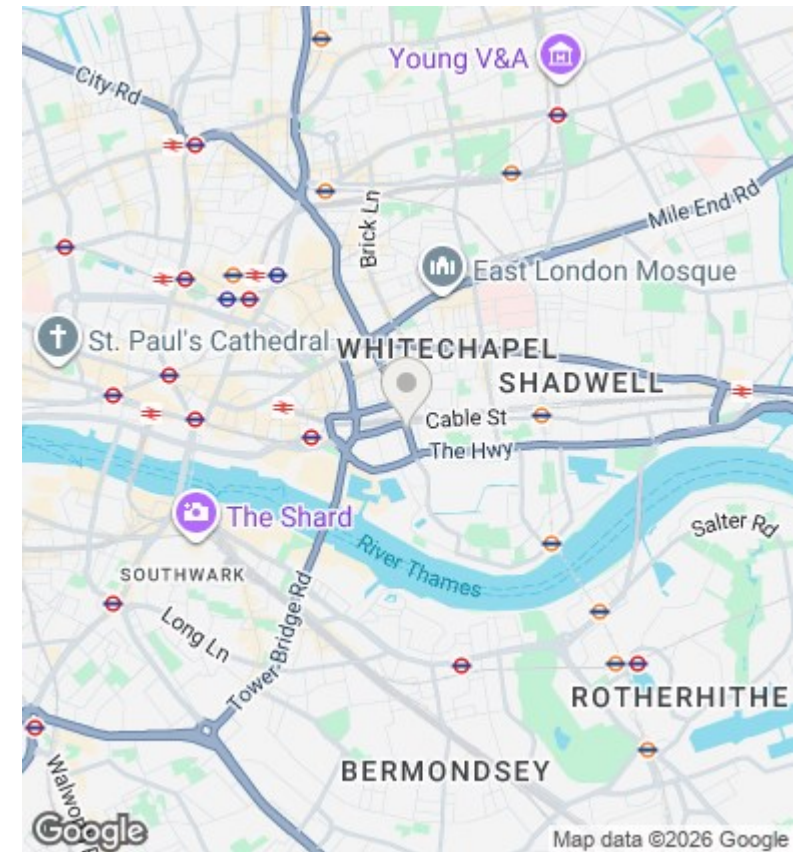 City Rd
Young V&A
Brick Ln
Mile End Rd
East London Mosque
St. Paul's Cathedral
WHITECHAPEL
SHADWELL
Cable St
The Hwy
The Shard
River Thames
Salter Rd
SOUTHWARK
Long Ln
Tower Bridge Rd
ROTHERHITHE
BERMONDSEY
Google
Map data ©2026 Google